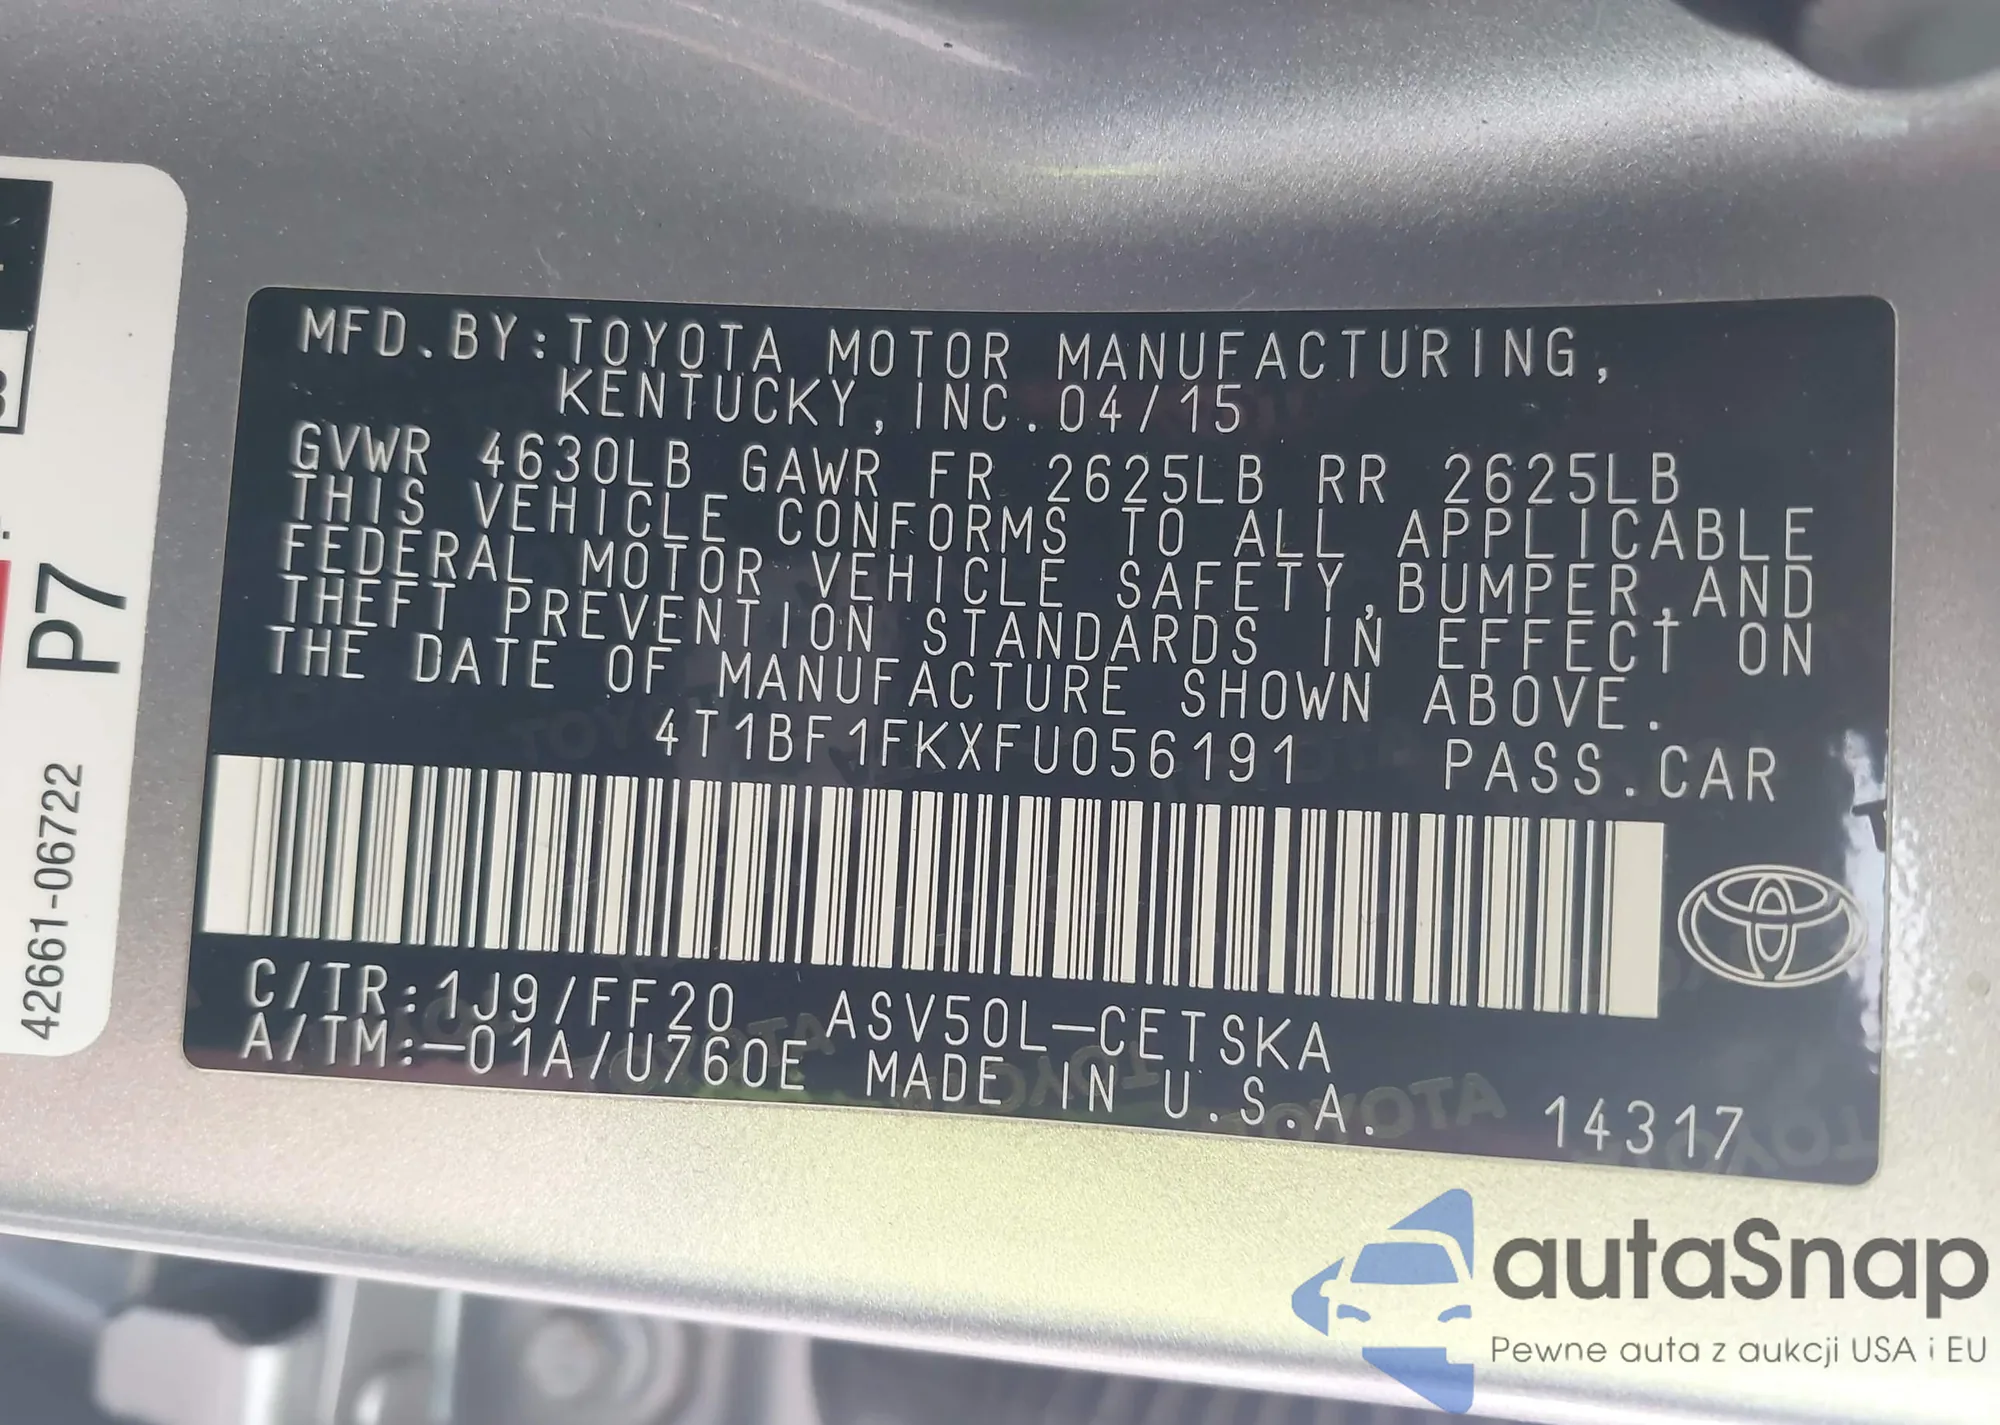 MFD.BY:TOYOTA MOTOR MANUFACTURING,
KENTUCKY,INC.04/15
GVWR 4630LB GAWR FR 2625LB RR 2625LB
THIS VEHICLE CONFORMS TO ALL APPLICABLE
FEDERAL MOTOR VEHICLE SAFETY,BUMPER,AND
THEFT PREVENTION STANDARDS IN EFFECT ON
THE DATE OF MANUFACTURE SHOWN ABOVE.
4T1BF1FKXFU056191 PASS.CAR
C/TR:1J9/FF20 ASV50L-CETSKA
A/TM:-01A/U760E MADE IN U.S.A.
14317
P7
42661-06722
autaSnap
Pewne auta z aukcji USA i EU